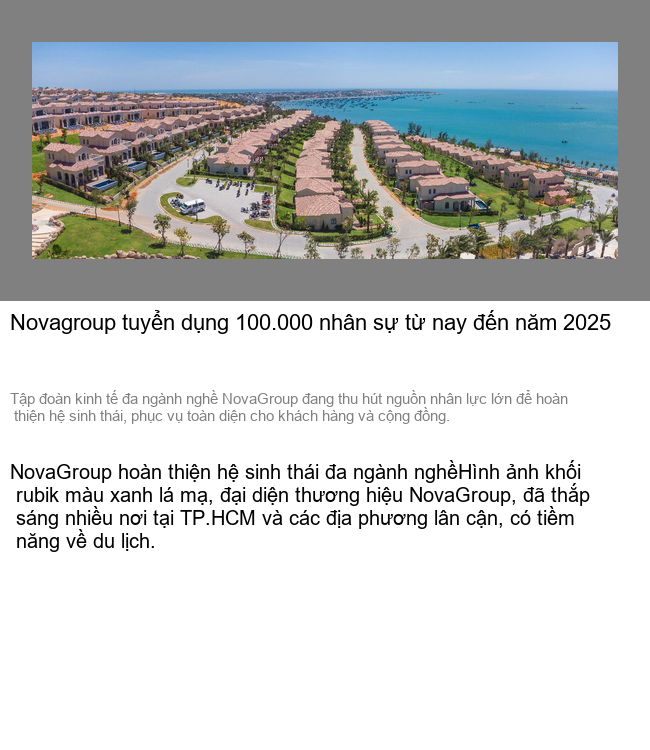 Novagroup tuyển dụng 100.000 nhân sự từ nay đến năm 2025
Tập đoàn kinh tế đa ngành nghề NovaGroup đang thu hút nguồn nhân lực lớn để hoàn
thiện hệ sinh thái, phục vụ toàn diện cho khách hàng và cộng đồng.
NovaGroup hoàn thiện hệ sinh thái đa ngành nghềHình ảnh khối
rubik màu xanh lá mạ, đại diện thương hiệu NovaGroup, đã thắp
sáng nhiều nơi tại TP.HCM và các địa phương lân cận, có tiềm
năng về du lịch.